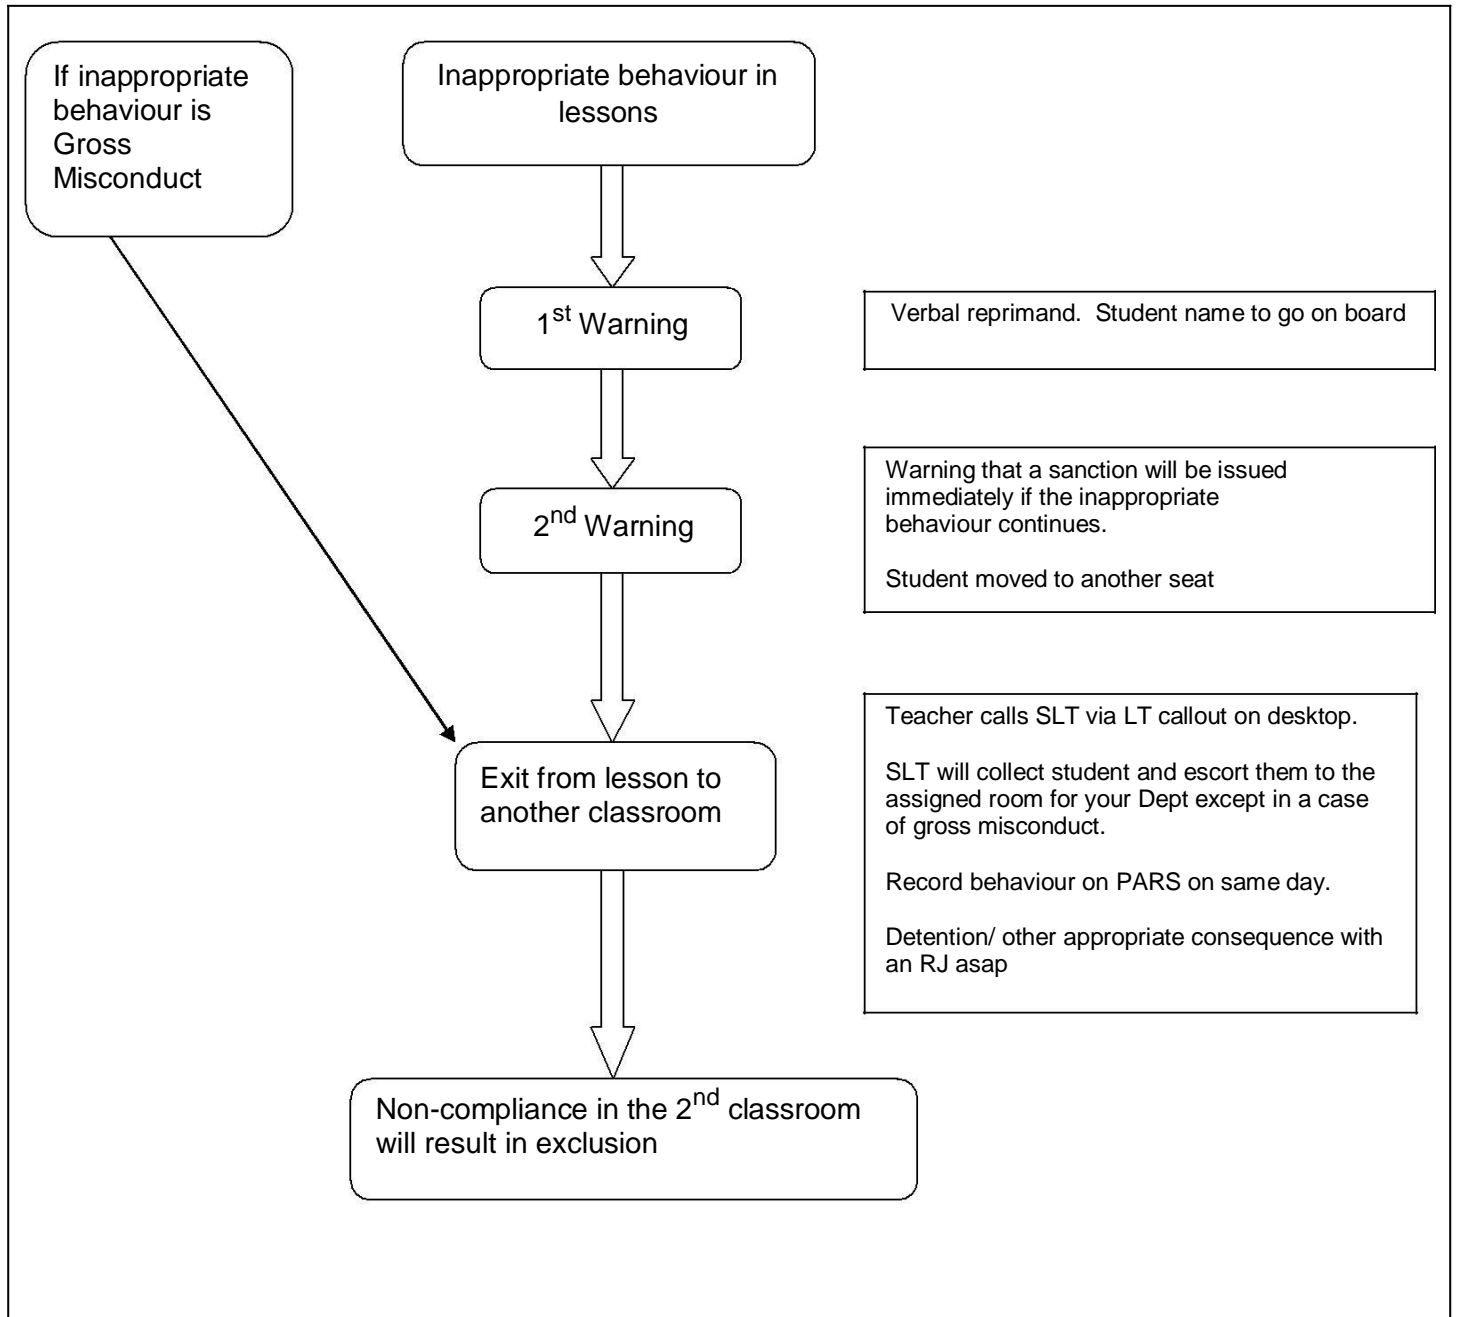 If inappropriate
behaviour is
Gross
Misconduct
Inappropriate behaviour in
lessons
1st Warning
Verbal reprimand.  Student name to go on board
2nd Warning
Warning that a sanction will be issued
immediately if the inappropriate
behaviour continues.
Student moved to another seat
Exit from lesson to
another classroom
Teacher calls SLT via LT callout on desktop.
SLT will collect student and escort them to the
assigned room for your Dept except in a case
of gross misconduct.
Record behaviour on PARS on same day.
Detention/ other appropriate consequence with
an RJ asap
Non-compliance in the 2nd classroom
will result in exclusion